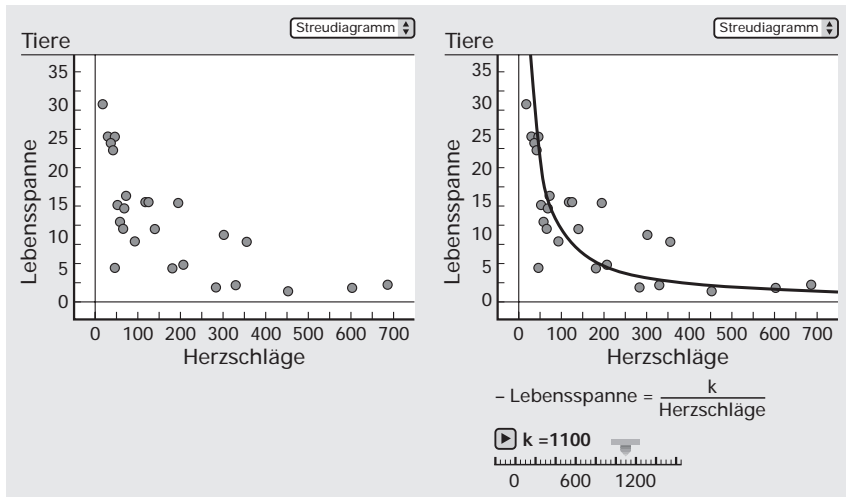 Streudiagramm
Tiere
35
30
25
20
15
10
5
0
Lebensspanne
0 100 200 300 400 500 600 700
Herzschläge
Streudiagramm
Tiere
35
30
25
20
15
10
5
0
Lebensspanne
0 100 200 300 400 500 600 700
Herzschläge
– Lebensspanne = k
Herzschläge
k =1100
0 600 1200